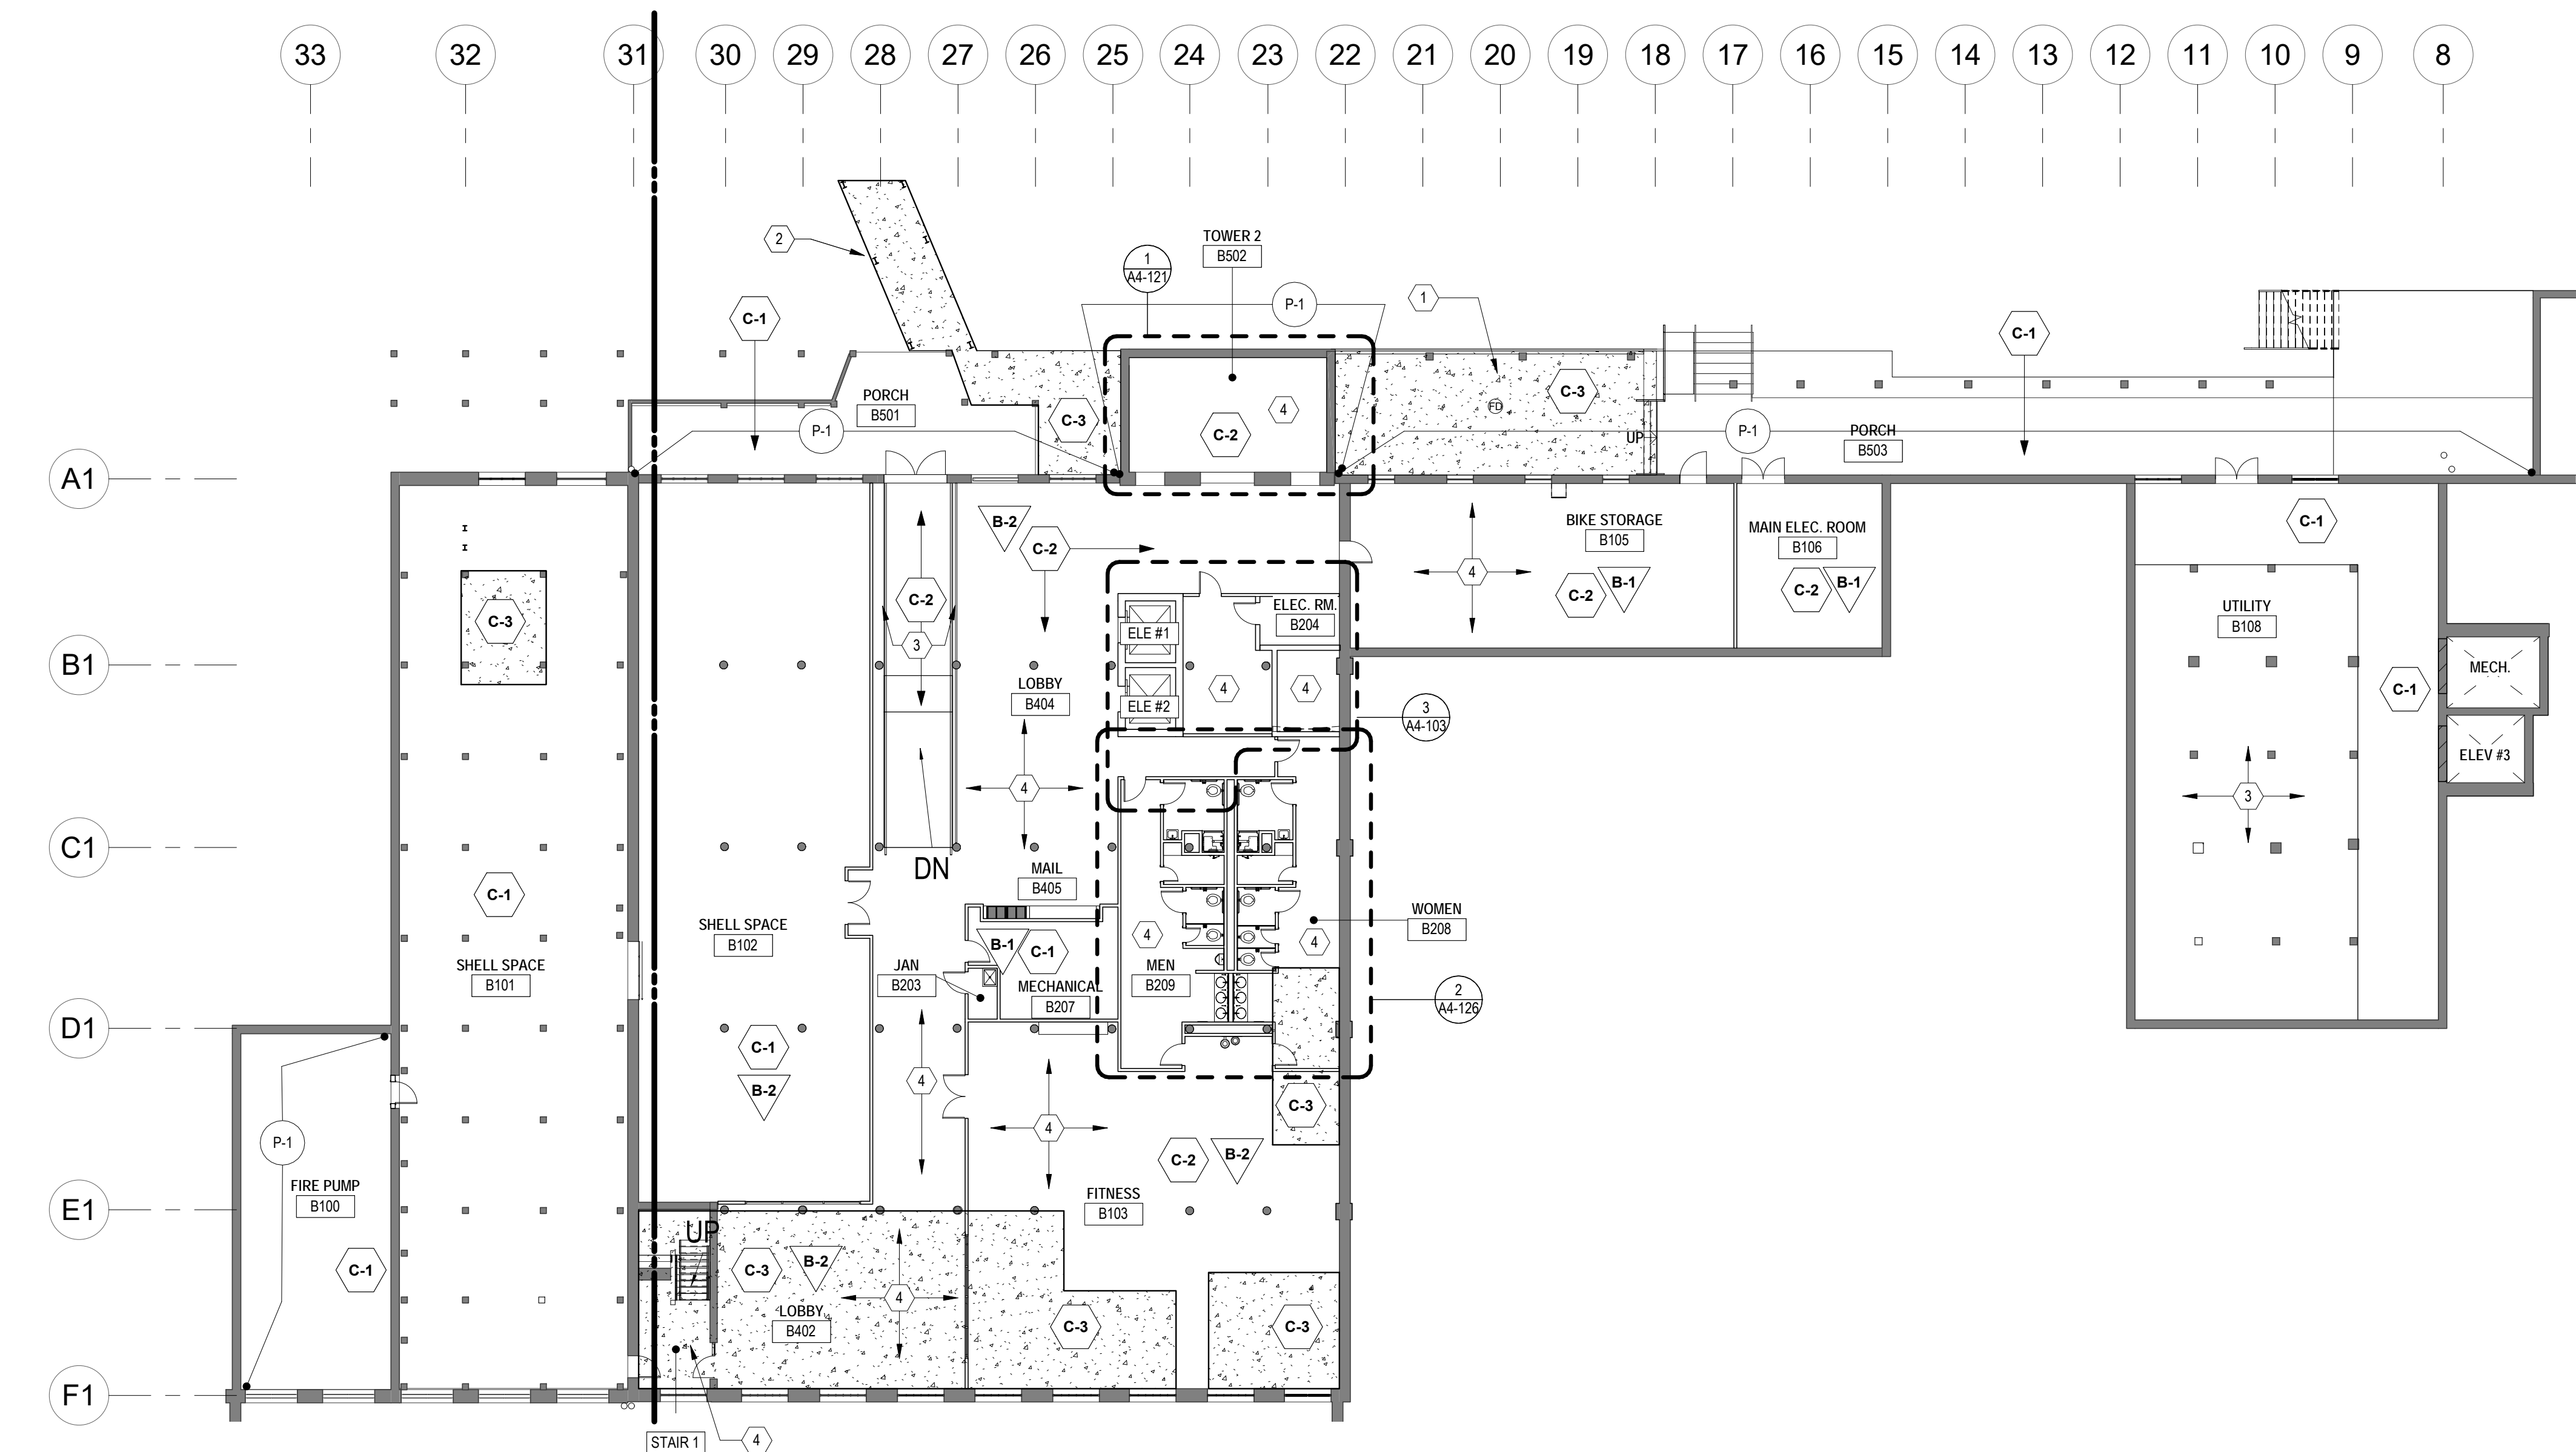 33
32
31
30
29
28
27
26
25
24
23
22
21
20
19
18
17
16
15
14
13
12
11
10
9
8
2
TOWER 2
B502
1
A4-121
P-1
1
C-1
C-1
PORCH
B501
P-1
C-3
4
C-2
C-3
FD
UP
P-1
PORCH
B503
A1
B-2
C-2
BIKE STORAGE
B105
MAIN ELEC. ROOM
B106
C-1
4
C-2
B-1
C-2
B-1
C-3
C-2
3
ELE #1
ELEC. RM.
B204
UTILITY
B108
B1
LOBBY
B404
ELE #2
4
4
3
A4-103
C-1
MECH.
ELEV #3
4
3
C1
DN
MAIL
B405
C-1
SHELL SPACE
B102
WOMEN
B208
B-1
C-1
4
4
SHELL SPACE
B101
JAN
B203
MECHANICAL
B207
MEN
B209
2
A4-126
D1
C-1
B-2
4
4
C-3
P-1
C-2
B-2
FIRE PUMP
B100
FITNESS
B103
E1
UP
C-1
C-3
B-2
4
LOBBY
B402
C-3
C-3
F1
STAIR 1
4